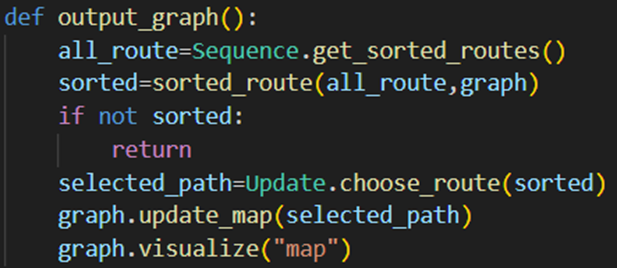 def output_graph():
    all_route=Sequence.get_sorted_routes()
    sorted=sorted_route(all_route,graph)
    if not sorted:
        return
    selected_path=Update.choose_route(sorted)
    graph.update_map(selected_path)
    graph.visualize("map")